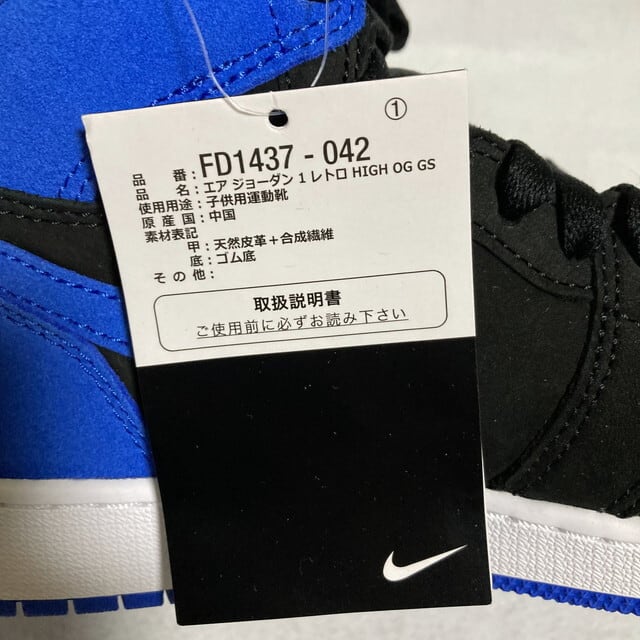 ①
品 番：FD1437 - 042
品 名：エア ジョーダン 1 レトロ HIGH OG GS
使用用途：子供用運動靴
原 産 国：中国
素材表記
甲：天然皮革＋合成繊維
底：ゴム底
そ の 他：
取扱説明書
ご使用前に必ずお読み下さい